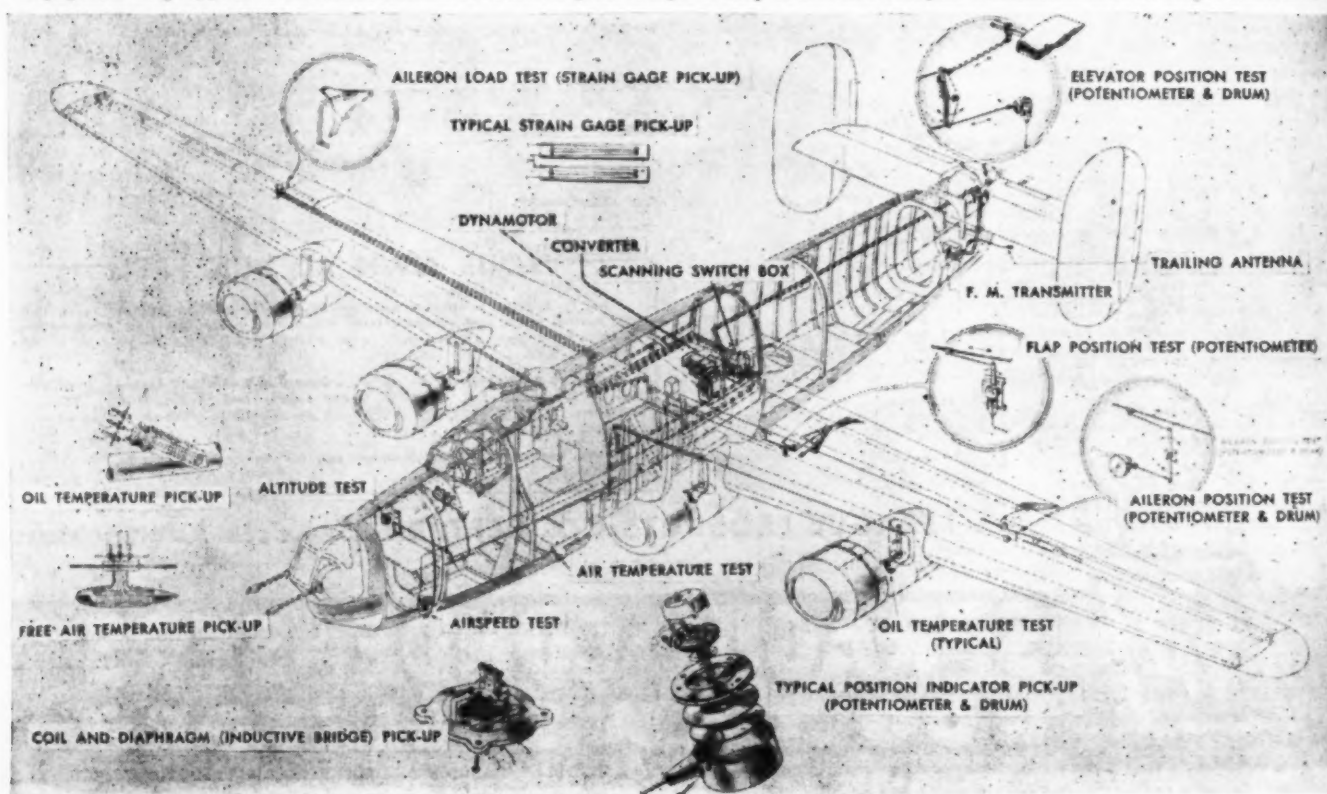 AILERON LOAD TEST (STRAIN GAGE PICK-UP)
TYPICAL STRAIN GAGE PICK-UP
ELEVATOR POSITION TEST
(POTENTIOMETER & DRUM)
DYNAMOTOR
CONVERTER
SCANNING SWITCH BOX
TRAILING ANTENNA
F. M. TRANSMITTER
FLAP POSITION TEST (POTENTIOMETER)
OIL TEMPERATURE PICK-UP
ALTITUDE TEST
AILERON POSITION TEST
(POTENTIOMETER & DRUM)
AIR TEMPERATURE TEST
FREE AIR TEMPERATURE PICK-UP
AIRSPEED TEST
OIL TEMPERATURE TEST
(TYPICAL)
TYPICAL POSITION INDICATOR PICK-UP
(POTENTIOMETER & DRUM)
COIL AND DIAPHRAGM (INDUCTIVE BRIDGE) PICK-UP